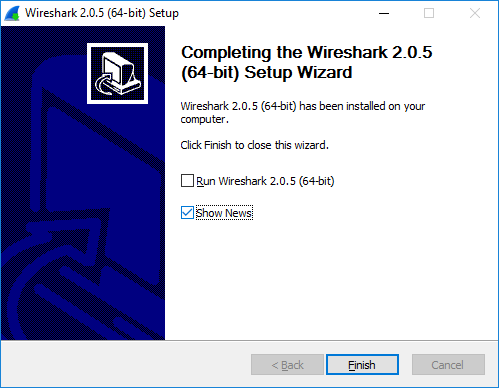 Wireshark 2.0.5 (64-bit) Setup
Completing the Wireshark 2.0.5
(64-bit) Setup Wizard
Wireshark 2.0.5 (64-bit) has been installed on your
computer.
Click Finish to close this wizard.
Run Wireshark 2.0.5 (64-bit)
Show News
< Back Finish Cancel